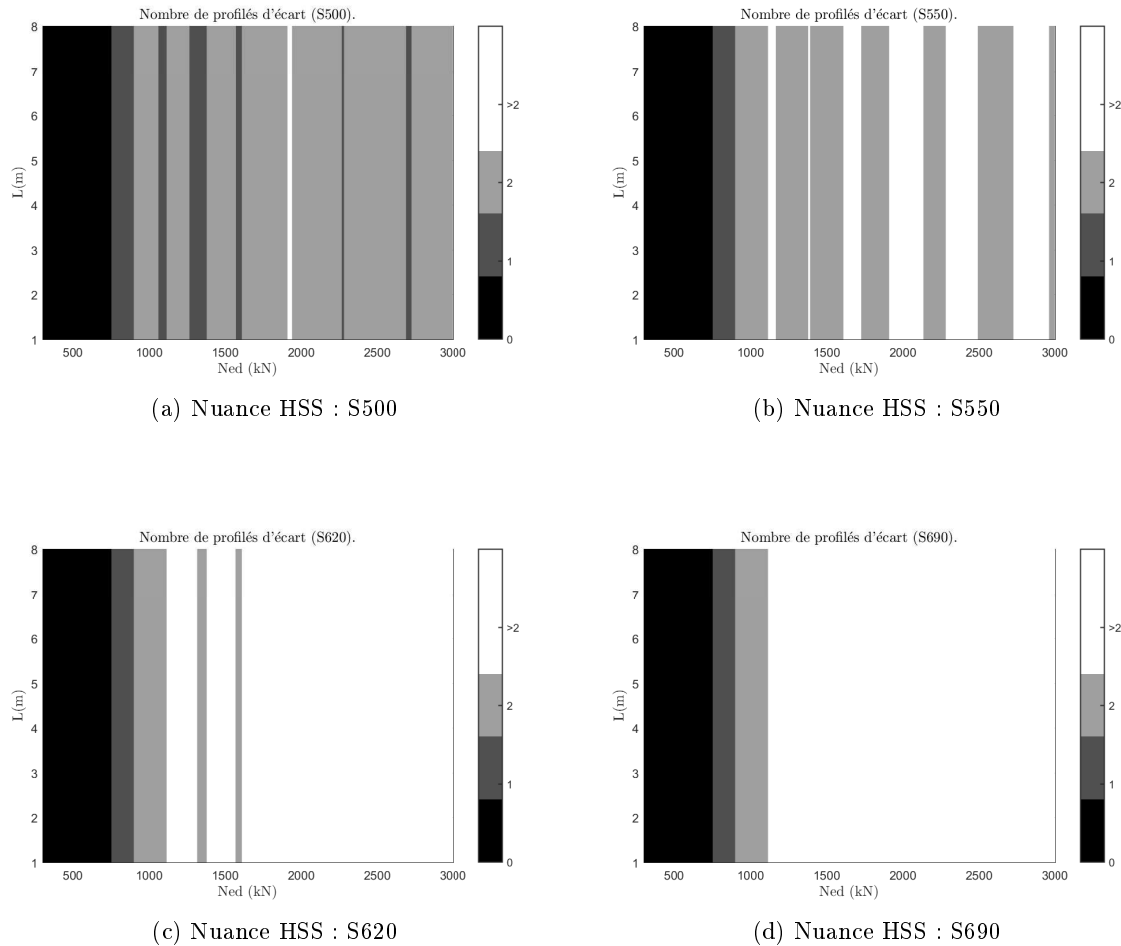 Nombre de profilés d'écart (S500).
8
7
6
5
4
3
2
1
L(m)
500 1000 1500 2000 2500 3000
Ned (kN)
>2
2
1
0
(a) Nuance HSS : S500
Nombre de profilés d'écart (S550).
8
7
6
5
4
3
2
1
L(m)
500 1000 1500 2000 2500 3000
Ned (kN)
>2
2
1
0
(b) Nuance HSS : S550
Nombre de profilés d'écart (S620).
8
7
6
5
4
3
2
1
L(m)
500 1000 1500 2000 2500 3000
Ned (kN)
>2
2
1
0
(c) Nuance HSS : S620
Nombre de profilés d'écart (S690).
8
7
6
5
4
3
2
1
L(m)
500 1000 1500 2000 2500 3000
Ned (kN)
>2
2
1
0
(d) Nuance HSS : S690